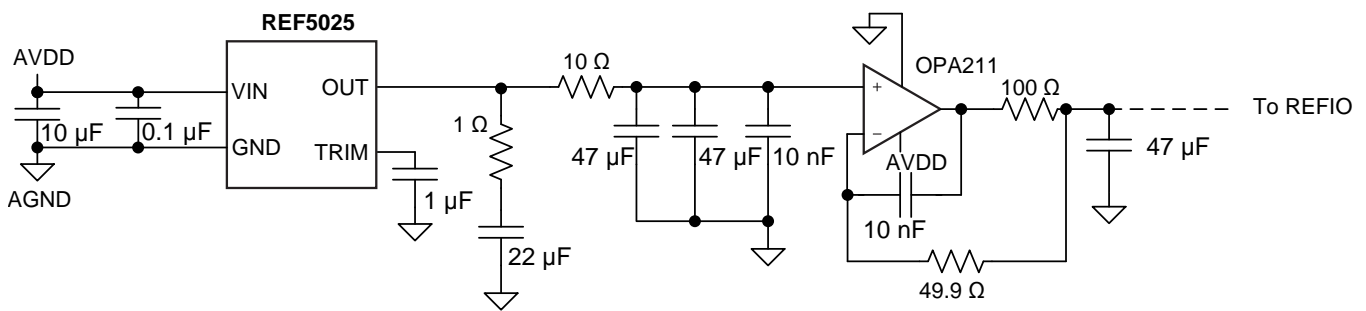 REF5025
AVDD
VIN
OUT
GND
TRIM
10 µF
0.1 µF
AGND
1 µF
1 Ω
22 µF
10 Ω
47 µF
47 µF
10 nF
OPA211
+
−
AVDD
10 nF
49.9 Ω
100 Ω
47 µF
To REFIO